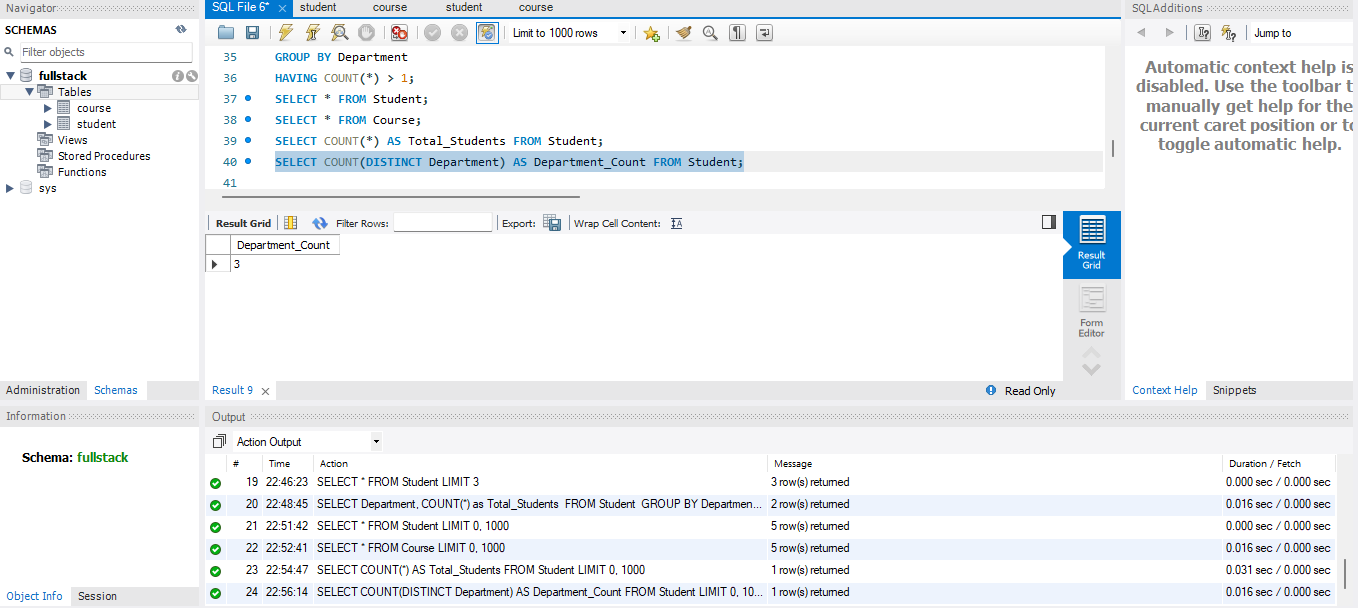 Navigator
SCHEMAS
Filter objects
fullstack
Tables
course
student
Views
Stored Procedures
Functions
sys
Administration Schemas
Information
Schema: fullstack
Object Info Session
SQL File 6* student course student course
Limit to 1000 rows
35 GROUP BY Department
36 HAVING COUNT(*) > 1;
37 SELECT * FROM Student;
38 SELECT * FROM Course;
39 SELECT COUNT(*) AS Total_Students FROM Student;
40 SELECT COUNT(DISTINCT Department) AS Department_Count FROM Student;
41
Result Grid Filter Rows: Export: Wrap Cell Content:
Department_Count
3
Result Grid
Form Editor
Result 9 Read Only
SQLAdditions
Jump to
Automatic context help is
disabled. Use the toolbar t
manually get help for the
current caret position or to
toggle automatic help.
Context Help Snippets
Output
Action Output
# Time Action Message Duration / Fetch
19 22:46:23 SELECT * FROM Student LIMIT 3 3 row(s) returned 0.000 sec / 0.000 sec
20 22:48:45 SELECT Department, COUNT(*) as Total_Students FROM Student GROUP BY Departmen... 2 row(s) returned 0.016 sec / 0.000 sec
21 22:51:42 SELECT * FROM Student LIMIT 0, 1000 5 row(s) returned 0.000 sec / 0.000 sec
22 22:52:41 SELECT * FROM Course LIMIT 0, 1000 5 row(s) returned 0.016 sec / 0.000 sec
23 22:54:47 SELECT COUNT(*) AS Total_Students FROM Student LIMIT 0, 1000 1 row(s) returned 0.031 sec / 0.000 sec
24 22:56:14 SELECT COUNT(DISTINCT Department) AS Department_Count FROM Student LIMIT 0, 10... 1 row(s) returned 0.016 sec / 0.000 sec